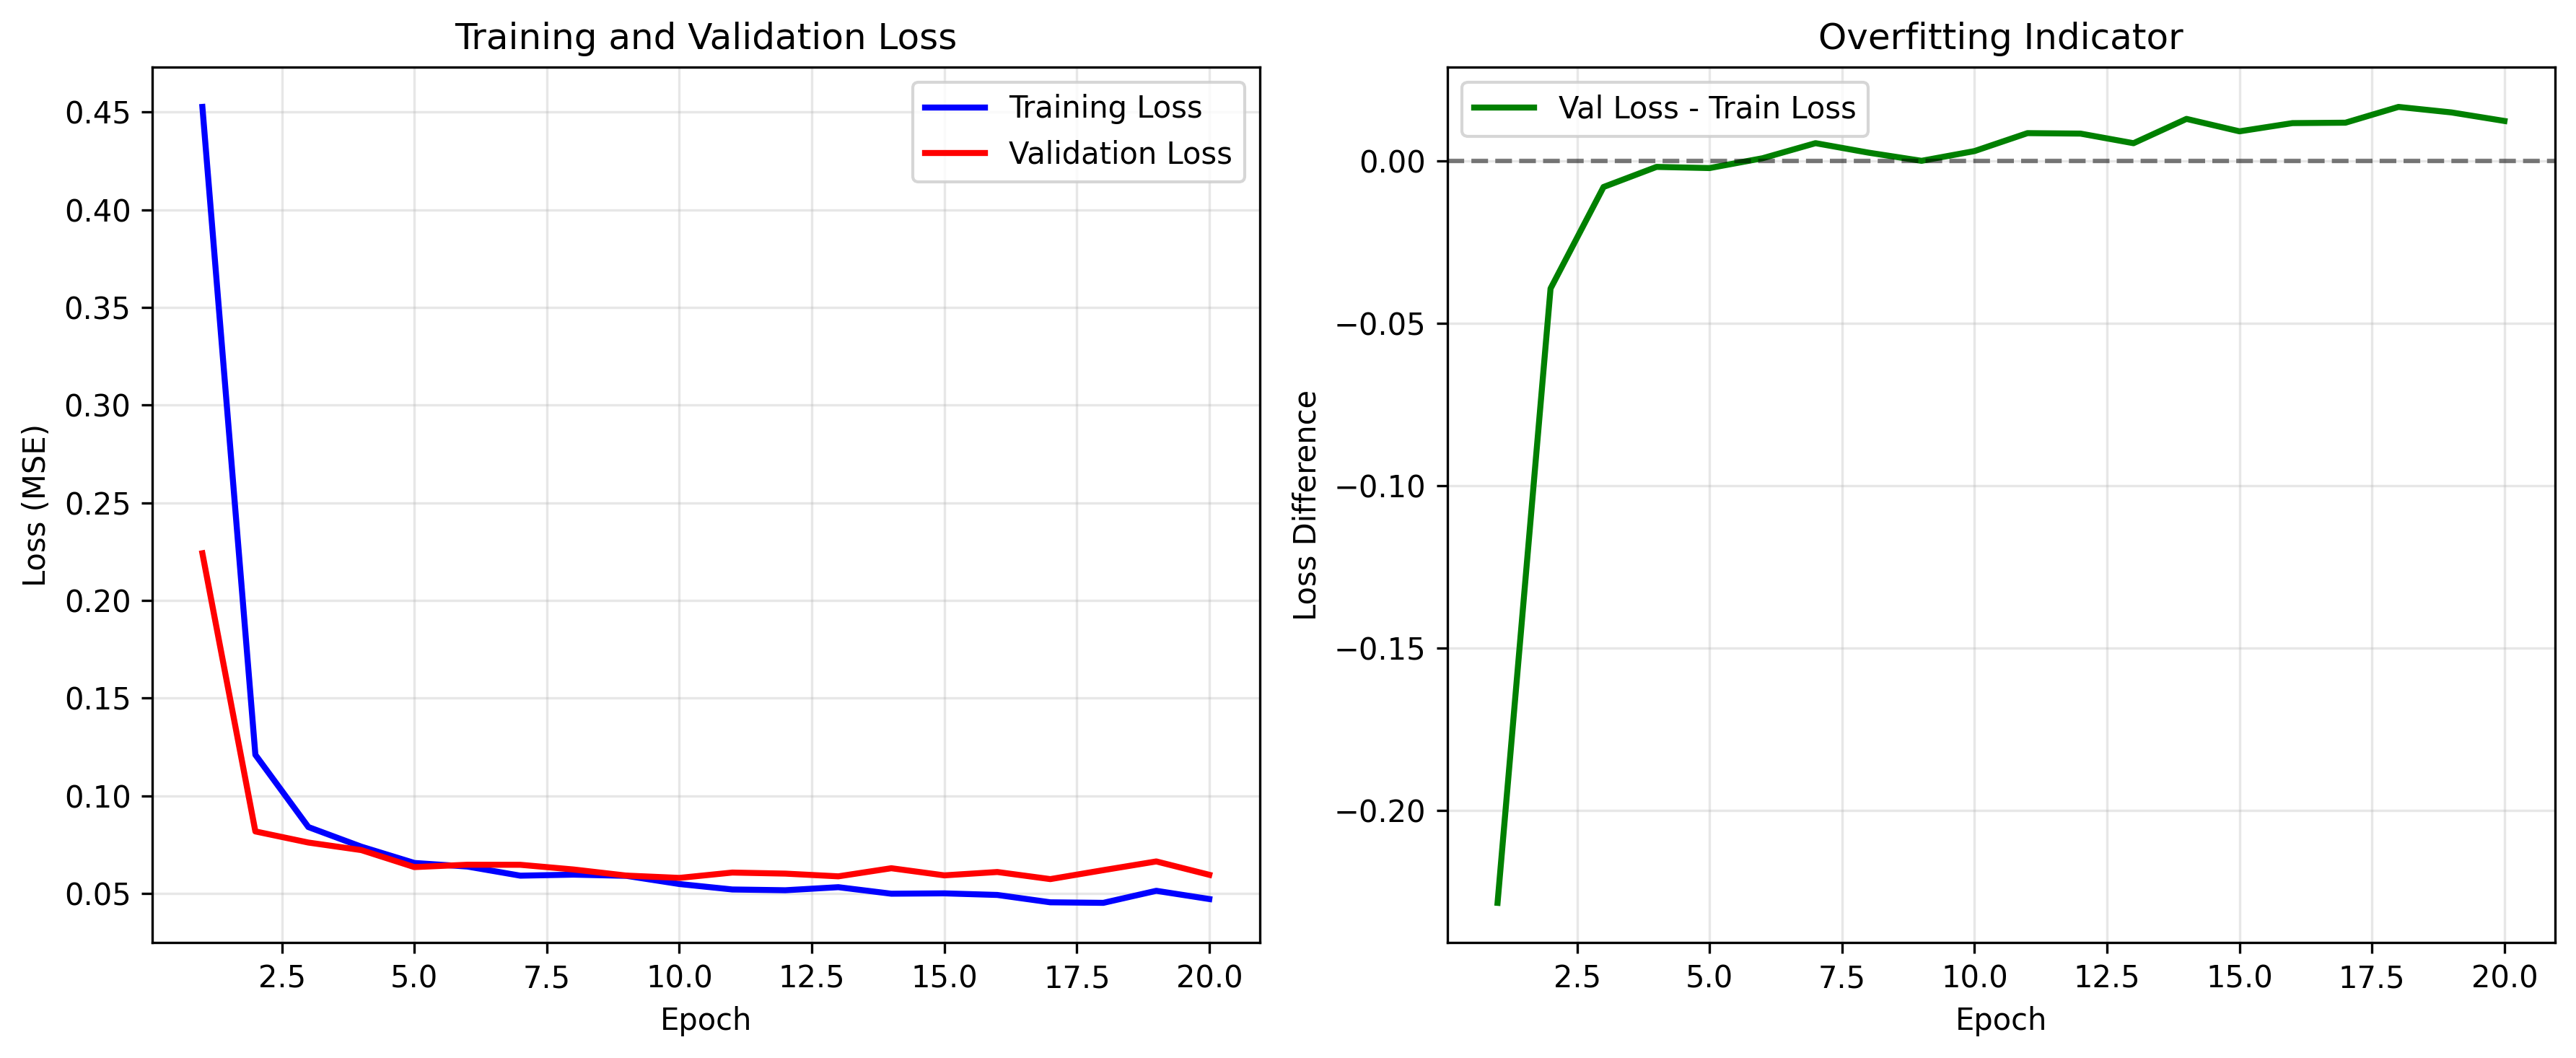 Training and Validation Loss
Training Loss
Validation Loss
Loss (MSE)
0.45
0.40
0.35
0.30
0.25
0.20
0.15
0.10
0.05
2.5 5.0 7.5 10.0 12.5 15.0 17.5 20.0
Epoch
Overfitting Indicator
Val Loss - Train Loss
Loss Difference
0.00
−0.05
−0.10
−0.15
−0.20
2.5 5.0 7.5 10.0 12.5 15.0 17.5 20.0
Epoch